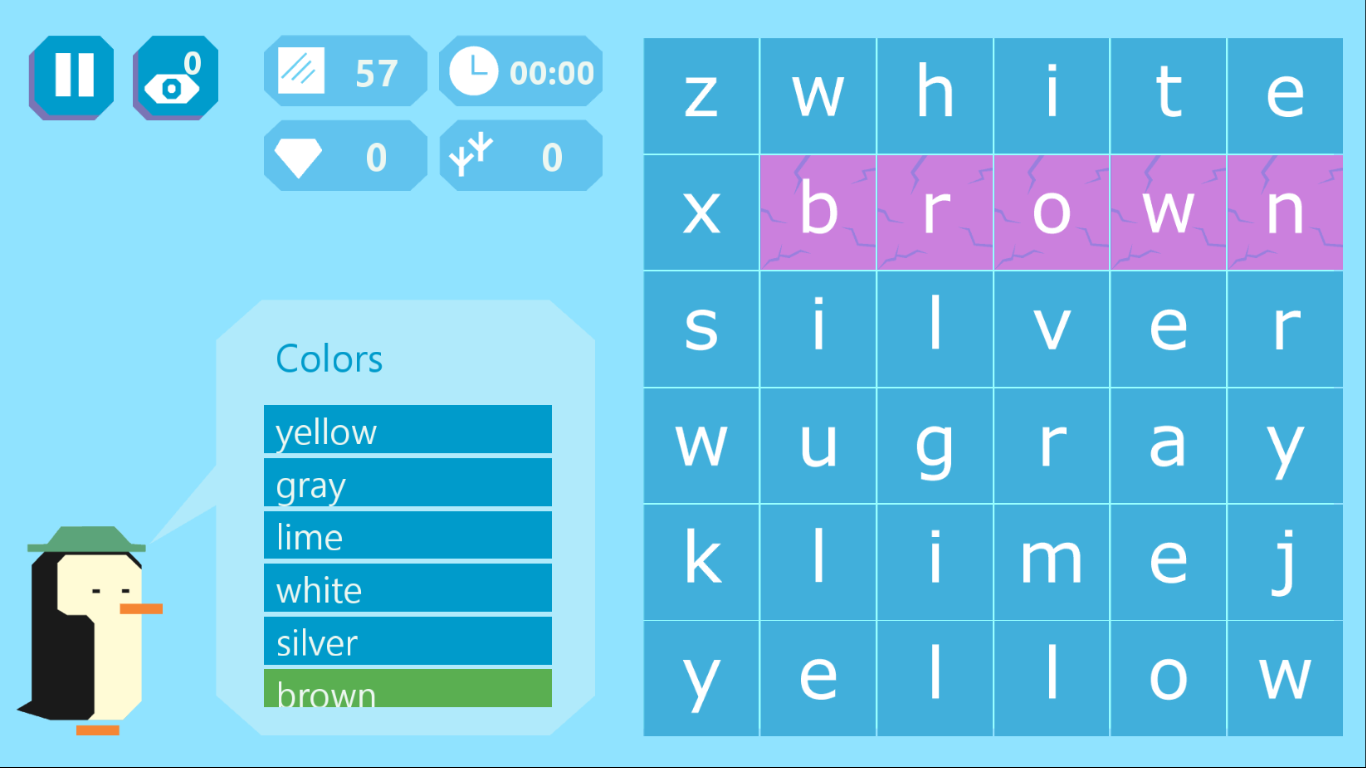 0
57
00:00
0
0
Colors
yellow
gray
lime
white
silver
brown
z w h i t e
x b r o w n
s i l v e r
w u g r a y
k l i m e j
y e l l o w